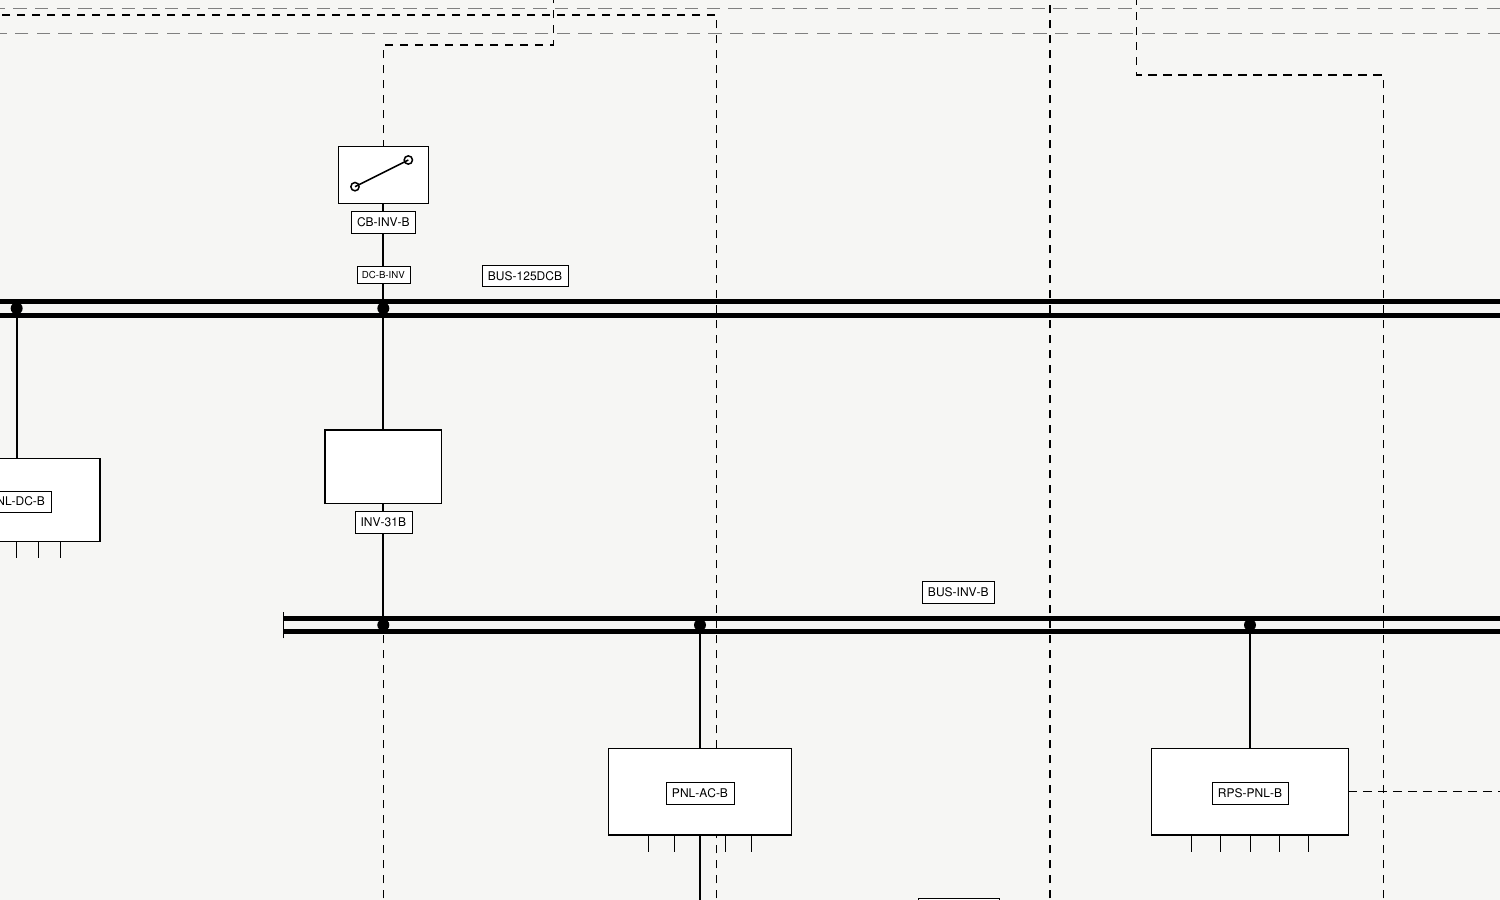 CB-INV-B
DC-B-INV
BUS-125DCB
NL-DC-B
INV-31B
BUS-INV-B
PNL-AC-B
RPS-PNL-B